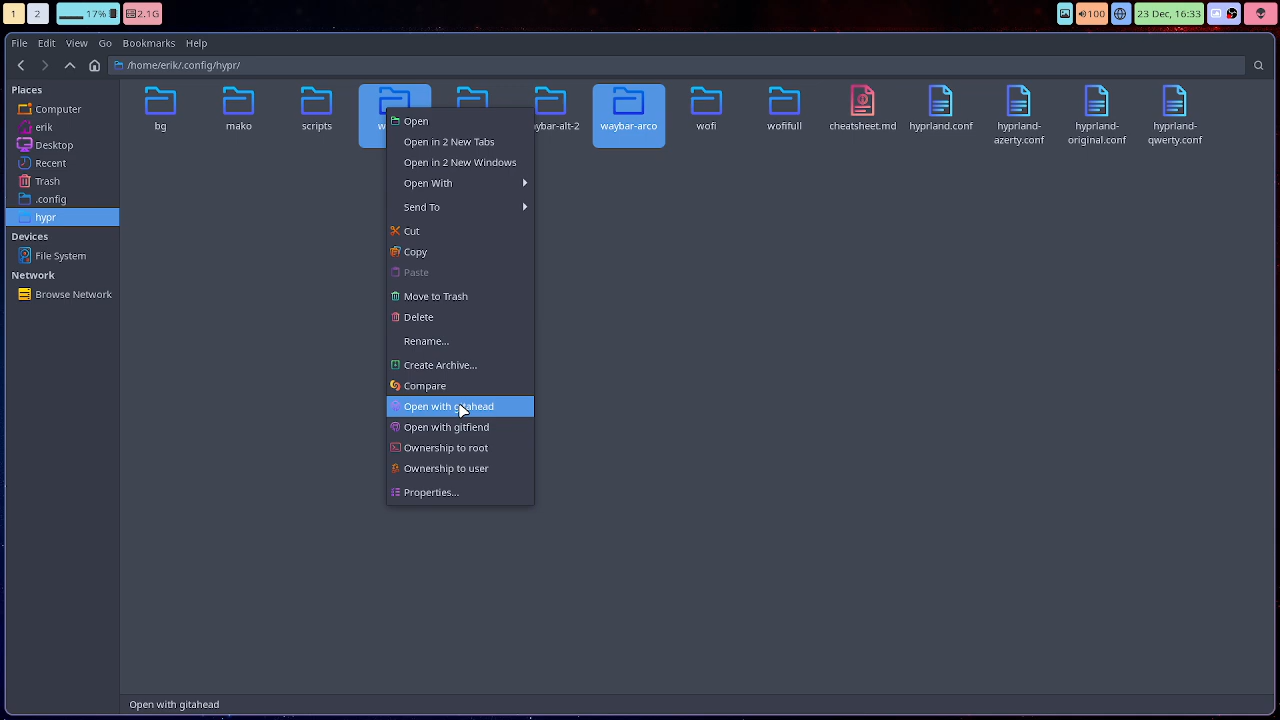 1 2 17% 2.1G 100 23 Dec, 16:33
File Edit View Go Bookmarks Help
/home/erik/.config/hypr/
Places
Computer
erik
Desktop
Recent
Trash
.config
hypr
Devices
File System
Network
Browse Network
bg
mako
scripts
waybar-arco
wofi
wofifull
cheatsheet.md
hyprland.conf
hyprland-
azerty.conf
hyprland-
original.conf
hyprland-
qwerty.conf
Open
Open in 2 New Tabs
Open in 2 New Windows
Open With
Send To
Cut
Copy
Paste
Move to Trash
Delete
Rename...
Create Archive...
Compare
Open with gitahead
Open with gitfiend
Ownership to root
Ownership to user
Properties...
Open with gitahead